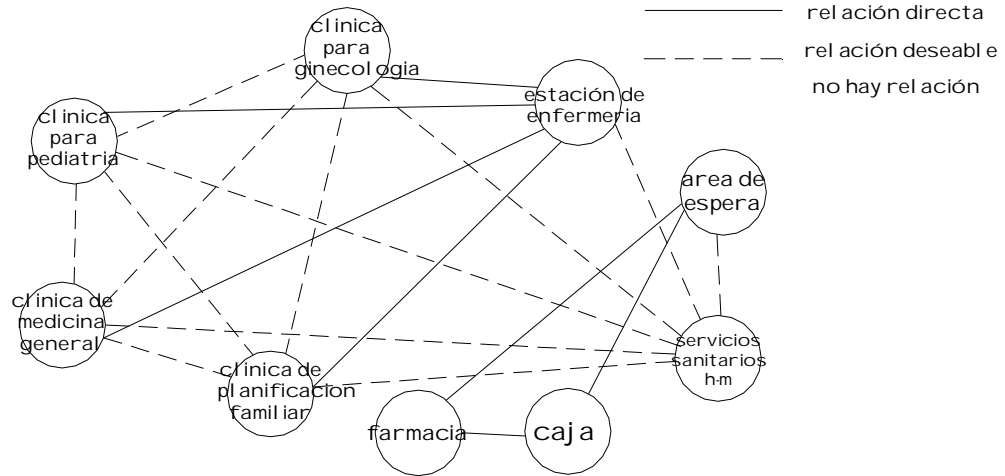 clinica
para
ginecologia
relación directa
relación deseable
no hay relación
estación de
enfermeria
clinica
para
pediatria
area de
espera
clinica de
medicina
general
servicios
sanitarios
h-m
clinica de
planificacion
familiar
farmacia
caja